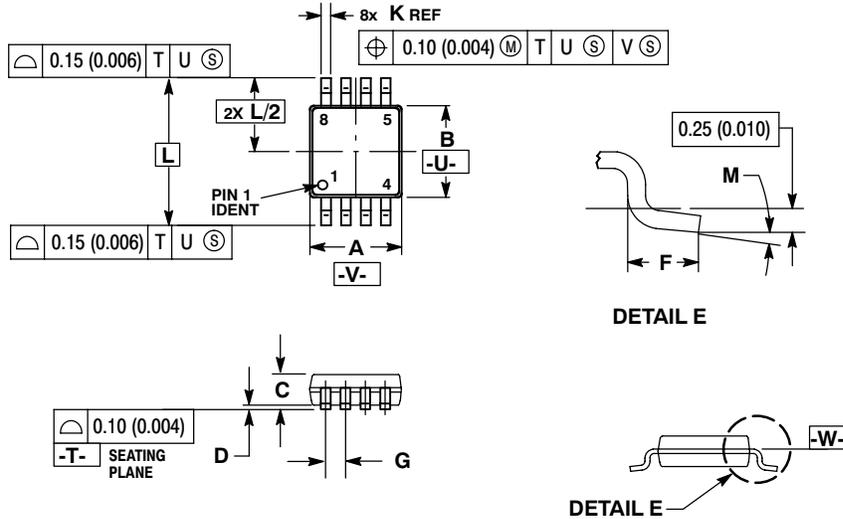 8x K REF
⌖ 0.10 (0.004) Ⓜ T U Ⓢ V Ⓢ
⌓ 0.15 (0.006) T U Ⓢ
2X L/2
8 5
B
-U-
L
1
4
PIN 1
IDENT
⌓ 0.15 (0.006) T U Ⓢ
A
-V-
0.25 (0.010)
M
F
DETAIL E
C
⌓ 0.10 (0.004)
-T- SEATING
PLANE
D
G
-W-
DETAIL E